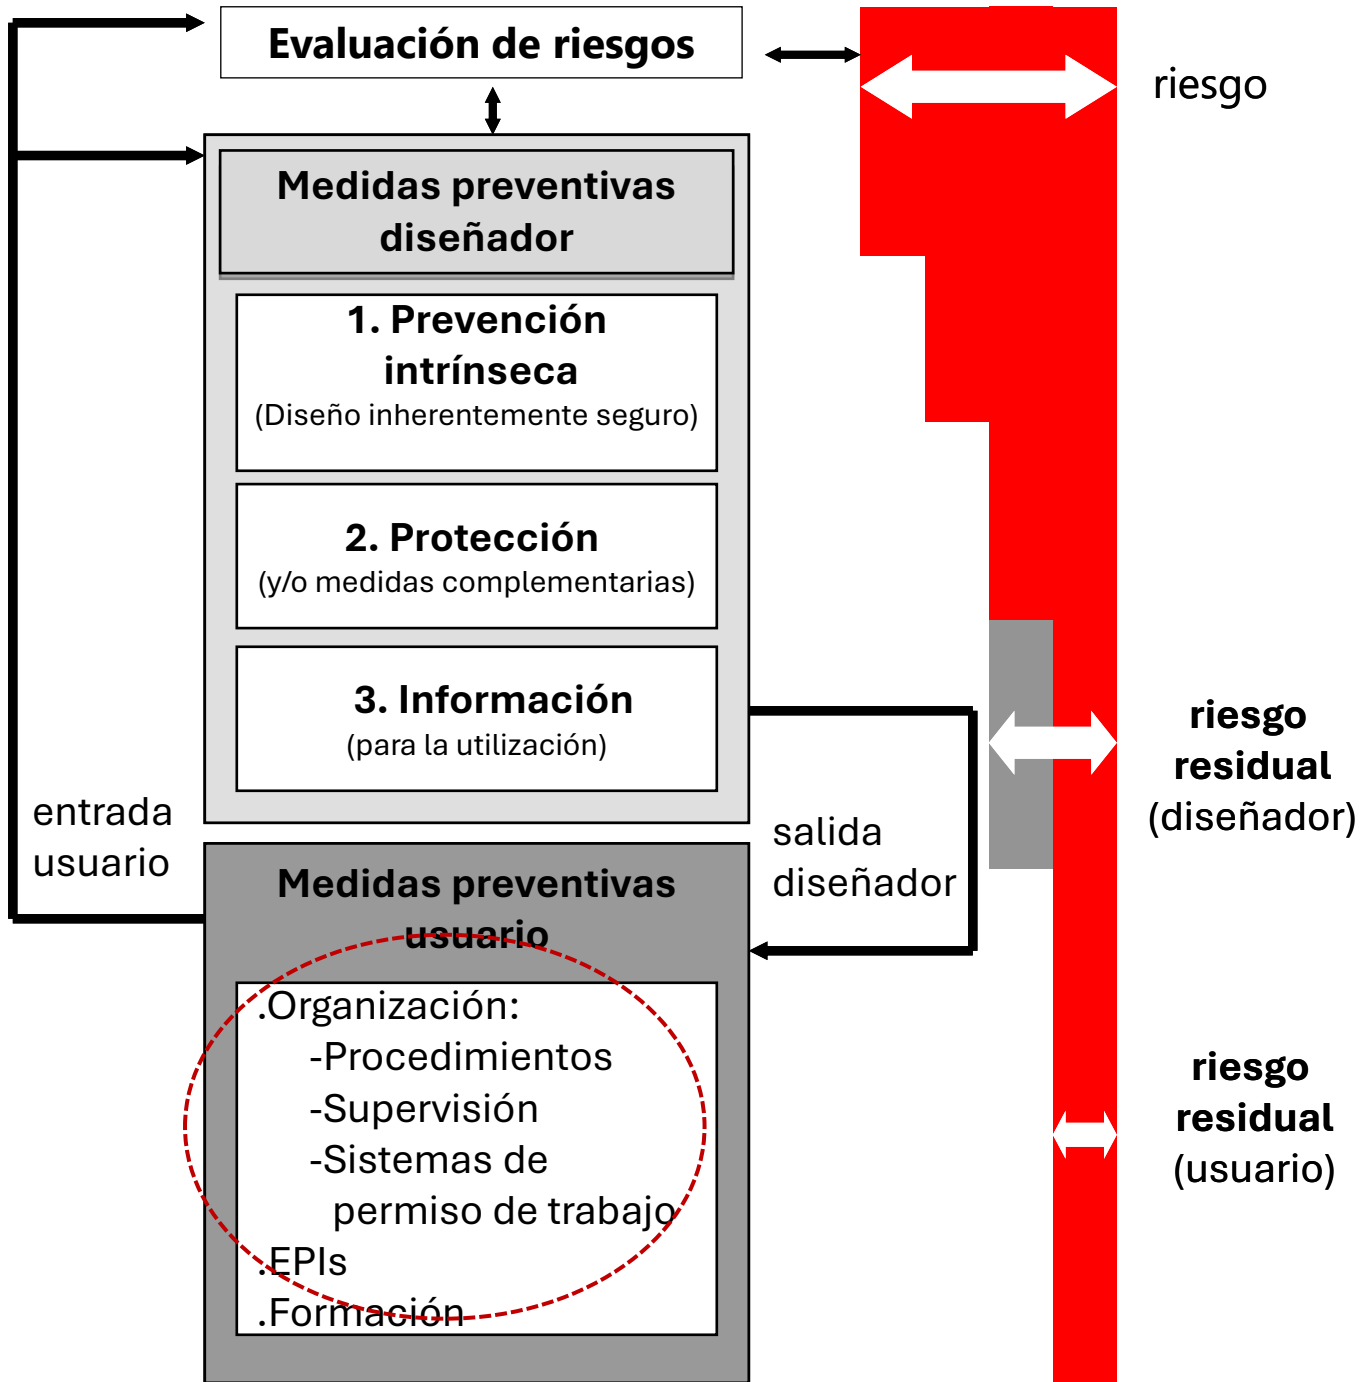 Evaluación de riesgos
riesgo
Medidas preventivas
diseñador
1. Prevención
intrínseca
(Diseño inherentemente seguro)
2. Protección
(y/o medidas complementarias)
3. Información
(para la utilización)
riesgo
residual
(diseñador)
entrada
usuario
salida
diseñador
Medidas preventivas
usuario
.Organización:
-Procedimientos
-Supervisión
-Sistemas de
permiso de trabajo
.EPIs
.Formación
riesgo
residual
(usuario)